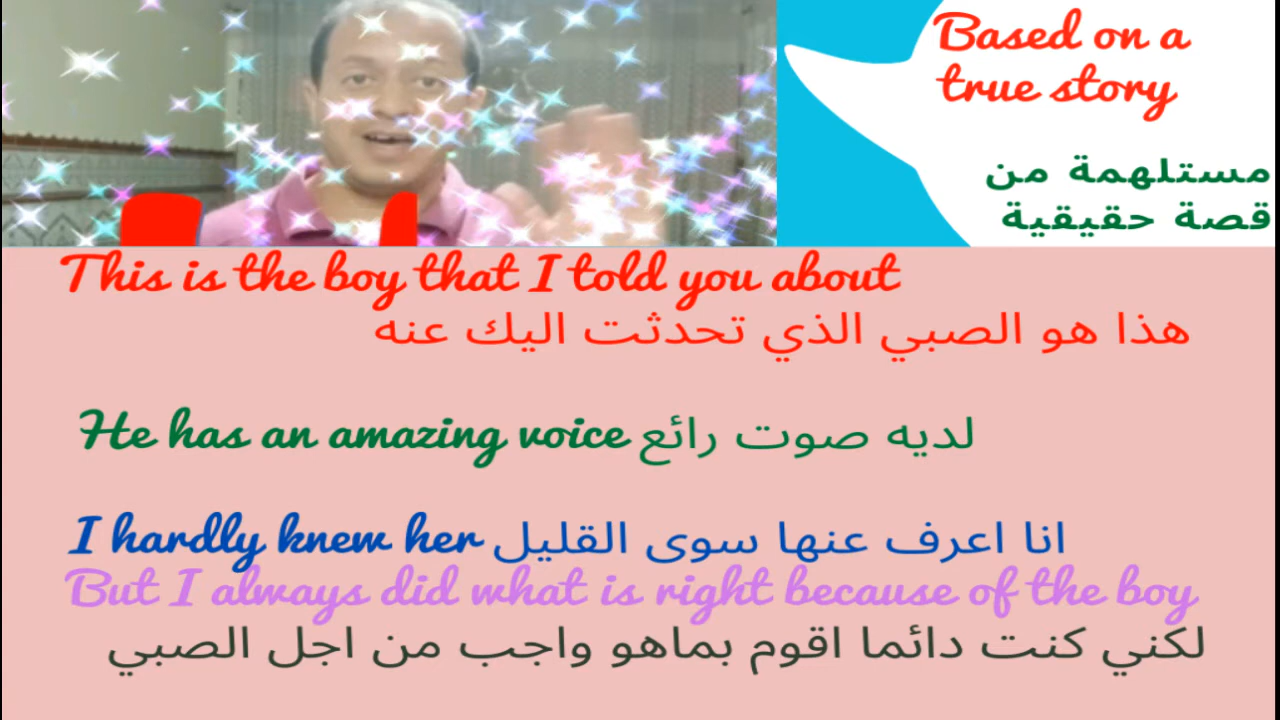 Based on a
true story
مستلهمة من
قصة حقيقية
This is the boy that I told you about
هذا هو الصبي الذي تحدثت اليك عنه
He has an amazing voice لديه صوت رائع
I hardly knew her انا اعرف عنها سوى القليل
But I always did what is right because of the boy
لكني كنت دائما اقوم بماهو واجب من اجل الصبي